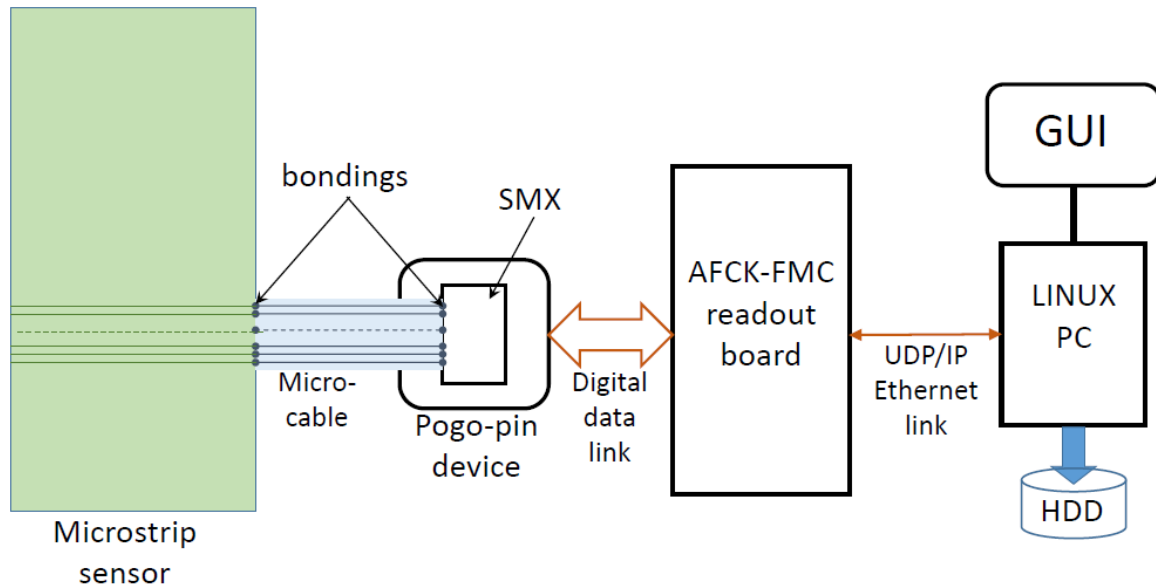 bondings
SMX
GUI
AFCK-FMC
readout
board
LINUX
PC
Micro-
cable
Pogo-pin
device
Digital
data
link
UDP/IP
Ethernet
link
HDD
Microstrip
sensor